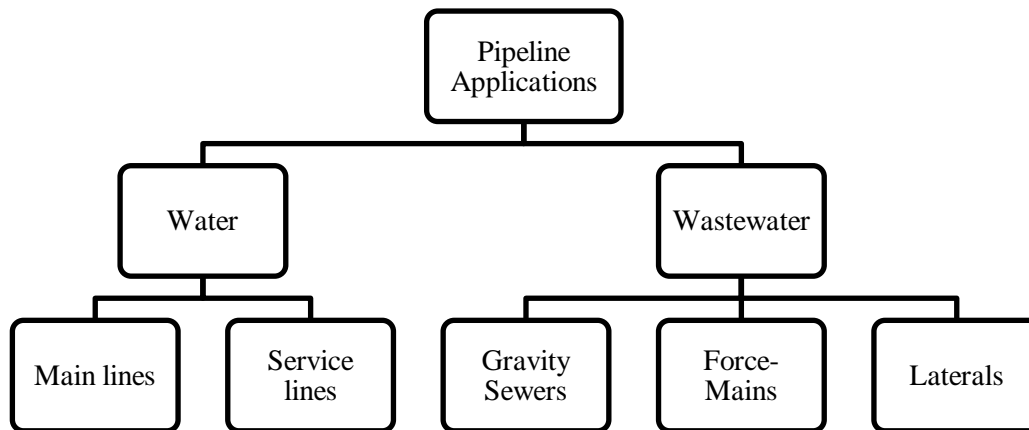 Pipeline
Applications
Water
Wastewater
Main lines
Service
lines
Gravity
Sewers
Force-
Mains
Laterals